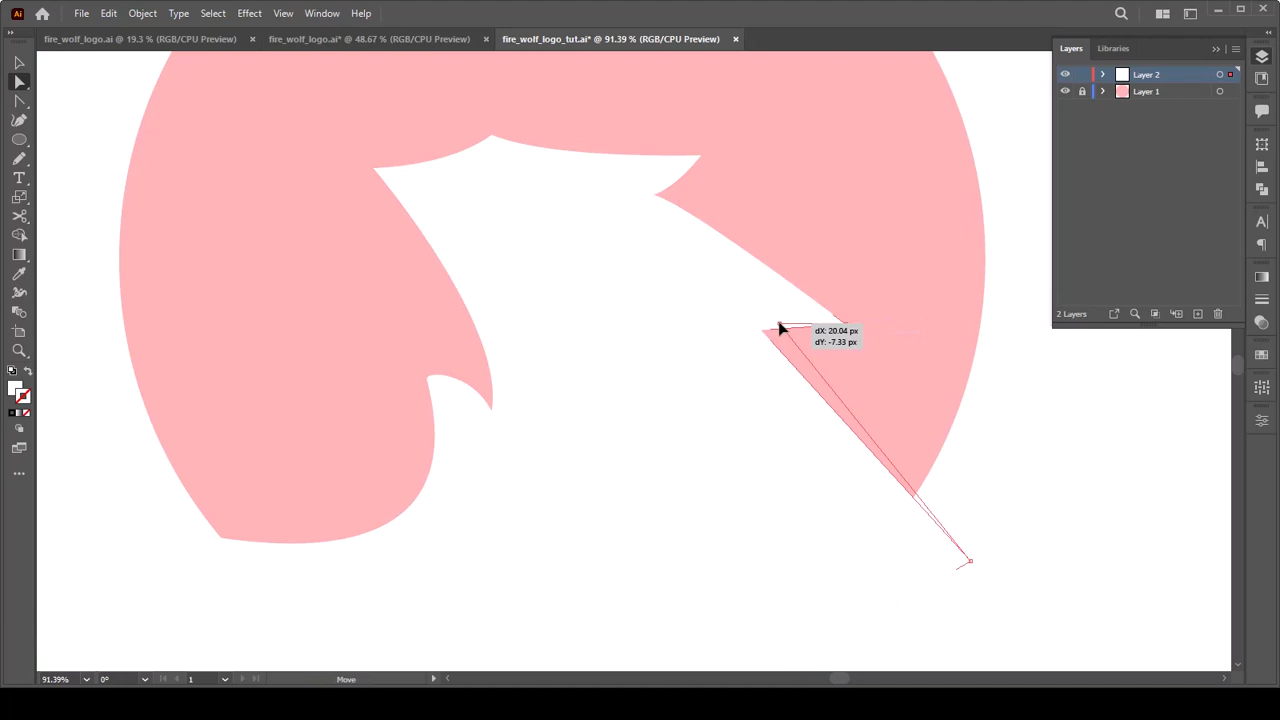 Ai File Edit Object Type Select Effect View Window Help
fire_wolf_logo.ai @ 19.3 % (RGB/CPU Preview) fire_wolf_logo.ai* @ 48.67 % (RGB/CPU Preview) fire_wolf_logo_tut.ai* @ 91.39 % (RGB/CPU Preview)
Layers Libraries
Layer 2
Layer 1
2 Layers
dX: 20.04 px
dY: -7.33 px
91.39% 0° 1 Move